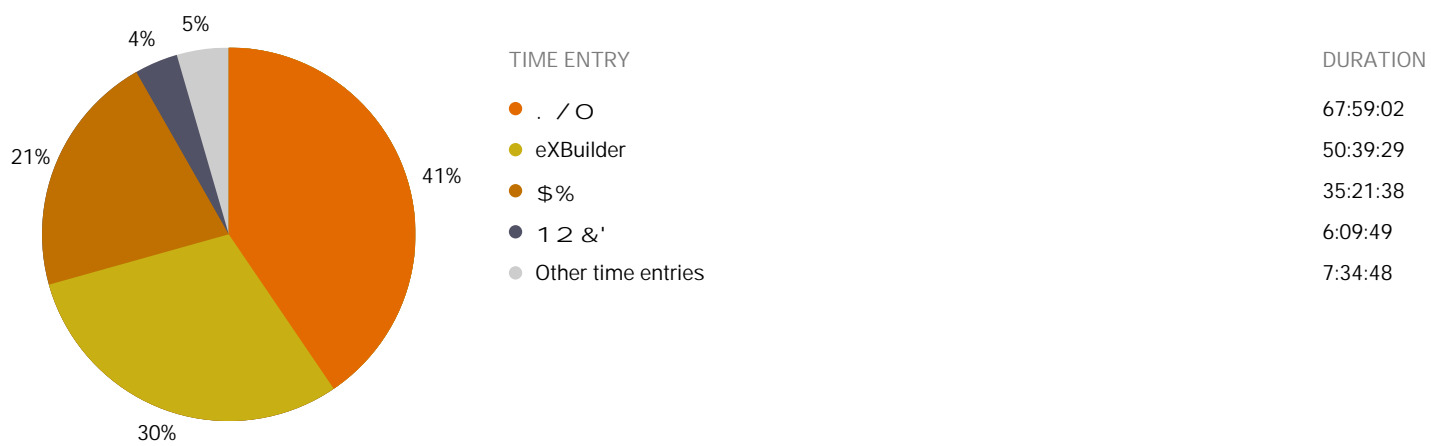 5%
4%
21%
41%
30%
TIME ENTRY DURATION
. / O 67:59:02
eXBuilder 50:39:29
$% 35:21:38
1 2 &' 6:09:49
Other time entries 7:34:48